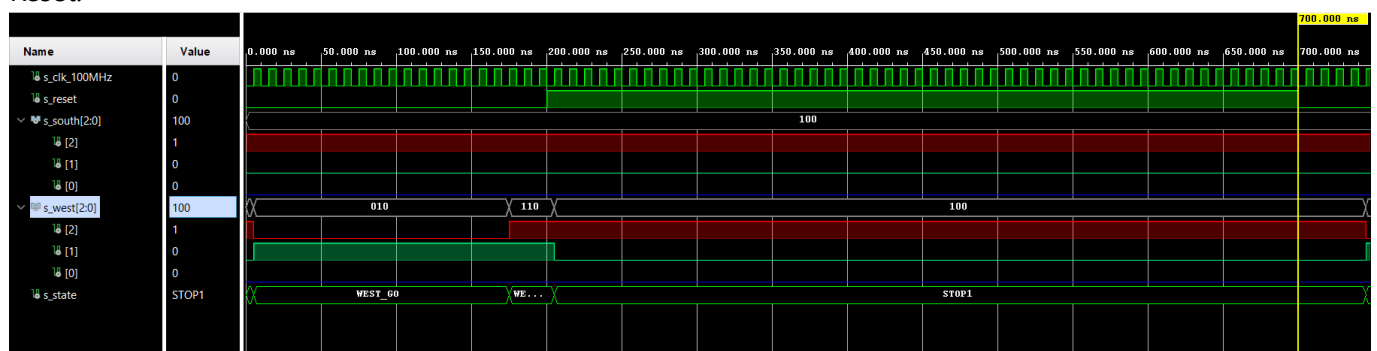 700.000 ns
Name Value 0.000 ns 50.000 ns 100.000 ns 150.000 ns 200.000 ns 250.000 ns 300.000 ns 350.000 ns 400.000 ns 450.000 ns 500.000 ns 550.000 ns 600.000 ns 650.000 ns 700.000 ns
s_clk_100MHz 0
s_reset 0
s_south[2:0] 100 100
[2] 1
[1] 0
[0] 0
s_west[2:0] 100 010 110 100
[2] 1
[1] 0
[0] 0
s_state STOP1 WEST_GO WE... STOP1